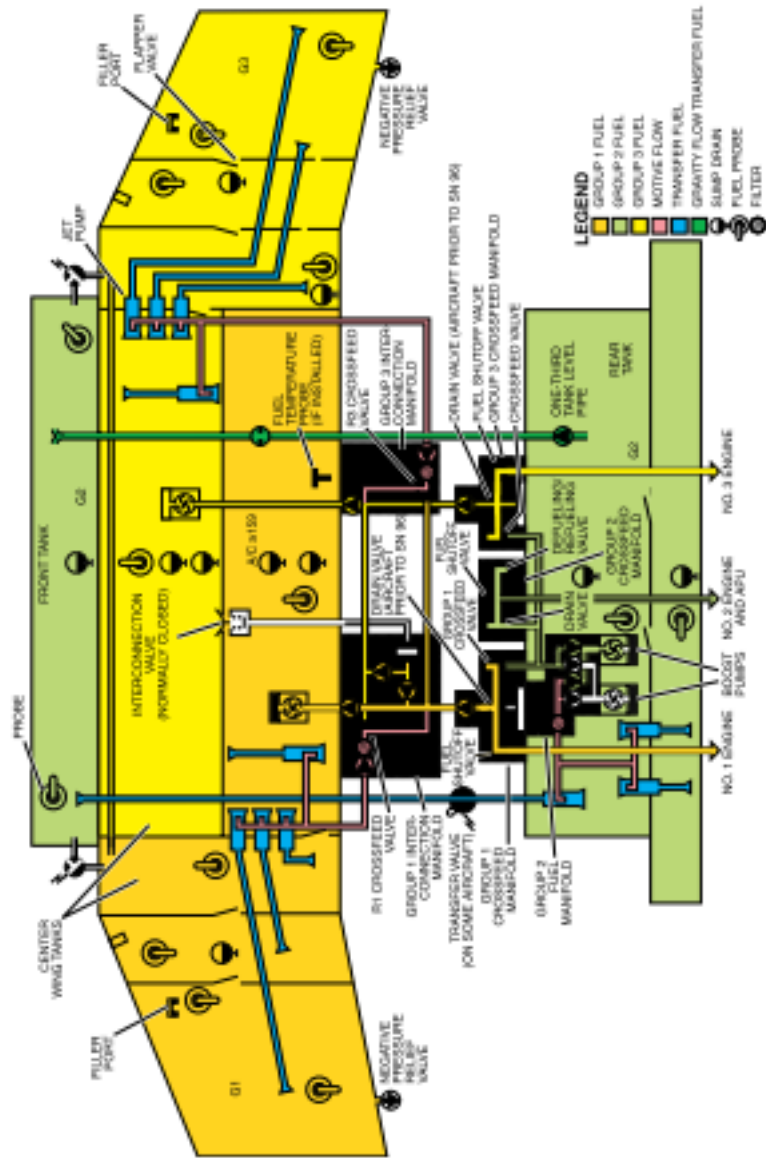 PROBE
FRONT TANK
G2
JET
PUMP
FILLER
PORT
FLAPPER
VALVE
G3
NEGATIVE
PRESSURE
RELIEF
VALVE
CENTER
WING TANKS
INTERCONNECTION
VALVE
(NORMALLY CLOSED)
A/C ≥159
FUEL
TEMPERATURE
PROBE
(IF INSTALLED)
FILLER
PORT
G1
NEGATIVE
PRESSURE
RELIEF
VALVE
R1 CROSSFEED
VALVE
GROUP 1 INTER-
CONNECTION
MANIFOLD
TRANSFER VALVE
(ON SOME AIRCRAFT)
GROUP 1
CROSSFEED
MANIFOLD
GROUP 2
FUEL
MANIFOLD
FUEL
SHUTOFF
VALVE
DRAIN VALVE
(AIRCRAFT
PRIOR TO SN 96)
GROUP 1
CROSSFEED
VALVE
FUEL
SHUTOFF
VALVE
R3 CROSSFEED
VALVE
GROUP 3 INTER-
CONNECTION
MANIFOLD
DRAIN VALVE (AIRCRAFT PRIOR TO SN 96)
FUEL SHUTOFF VALVE
GROUP 3 CROSSFEED MANIFOLD
CROSSFEED VALVE
DRAIN
VALVE
DEFUELING/
REFUELING
VALVE
GROUP 2
CROSSFEED
MANIFOLD
ONE-THIRD
TANK LEVEL
PIPE
REAR
TANK
G2
NO. 1 ENGINE
BOOST
PUMPS
NO. 2 ENGINE
AND APU
NO. 3 ENGINE
LEGEND
GROUP 1 FUEL
GROUP 2 FUEL
GROUP 3 FUEL
MOTIVE FLOW
TRANSFER FUEL
GRAVITY FLOW TRANSFER FUEL
SUMP DRAIN
FUEL PROBE
FILTER